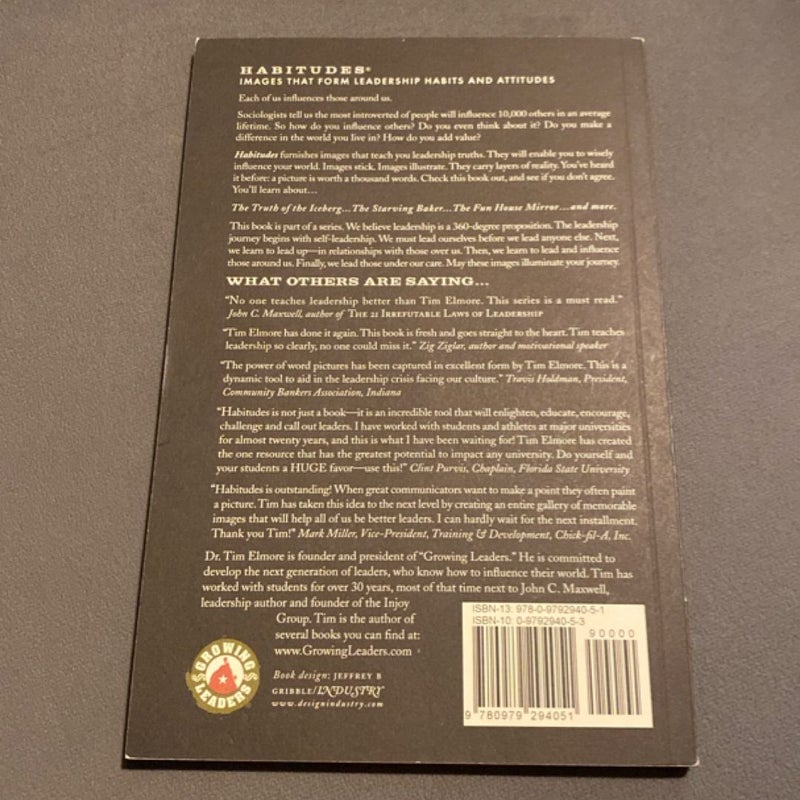 HABITUDES®
IMAGES THAT FORM LEADERSHIP HABITS AND ATTITUDES
Each of us influences those around us.
Sociologists tell us the most introverted of people will influence 10,000 others in an average
lifetime. So how do you influence others? Do you even think about it? Do you make a
difference in the world you live in? How do you add value?
Habitudes furnishes images that teach you leadership truths. They will enable you to wisely
influence your world. Images stick. Images illustrate. They carry layers of reality. You've heard
it before: a picture is worth a thousand words. Check this book out, and see if you don't agree.
You'll learn about...
The Truth of the Iceberg...The Starving Baker...The Fun House Mirror...and more.
This book is part of a series. We believe leadership is a 360-degree proposition. The leadership
journey begins with self-leadership. We must lead ourselves before we lead anyone else. Next,
we learn to lead up—in relationships with those over us. Then, we learn to lead and influence
those around us. Finally, we lead those under our care. May these images illuminate your journey.
WHAT OTHERS ARE SAYING...
"No one teaches leadership better than Tim Elmore. This series is a must read."
John C. Maxwell, author of THE 21 IRREFUTABLE LAWS OF LEADERSHIP
"Tim Elmore has done it again. This book is fresh and goes straight to the heart. Tim teaches
leadership so clearly, no one could miss it." Zig Ziglar, author and motivational speaker
"The power of word pictures has been captured in excellent form by Tim Elmore. This is a
dynamic tool to aid in the leadership crisis facing our culture." Travis Holdman, President,
Community Bankers Association, Indiana
"Habitudes is not just a book—it is an incredible tool that will enlighten, educate, encourage,
challenge and call out leaders. I have worked with students and athletes at major universities
for almost twenty years, and this is what I have been waiting for! Tim Elmore has created
the one resource that has the greatest potential to impact any university. Do yourself and
your students a HUGE favor—use this!" Clint Purvis, Chaplain, Florida State University
"Habitudes is outstanding! When great communicators want to make a point they often paint
a picture. Tim has taken this idea to the next level by creating an entire gallery of memorable
images that will help all of us be better leaders. I can hardly wait for the next installment.
Thank you Tim!" Mark Miller, Vice-President, Training & Development, Chick-fil-A, Inc.
Dr. Tim Elmore is founder and president of "Growing Leaders." He is committed to
develop the next generation of leaders, who know how to influence their world. Tim has
worked with students for over 30 years, most of that time next to John C. Maxwell,
leadership author and founder of the Injoy
Group. Tim is the author of
several books you can find at:
www.GrowingLeaders.com
GROWING LEADERS
Book design: JEFFREY B
GRIBBLE/INDUSTRY
www.designindustry.com
ISBN-13: 978-0-9792940-5-1
ISBN-10: 0-9792940-5-3
90000
9 780979 294051